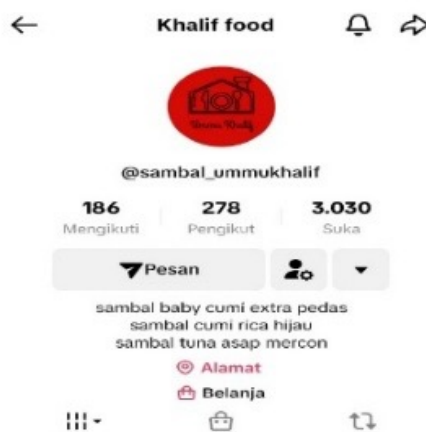 Khalif food
@sambal_ummukhalif
186 278 3.030
Mengikuti Pengikut Suka
Pesan
sambal baby cumi extra pedas
sambal cumi rica hijau
sambal tuna asap mercon
Alamat
Belanja